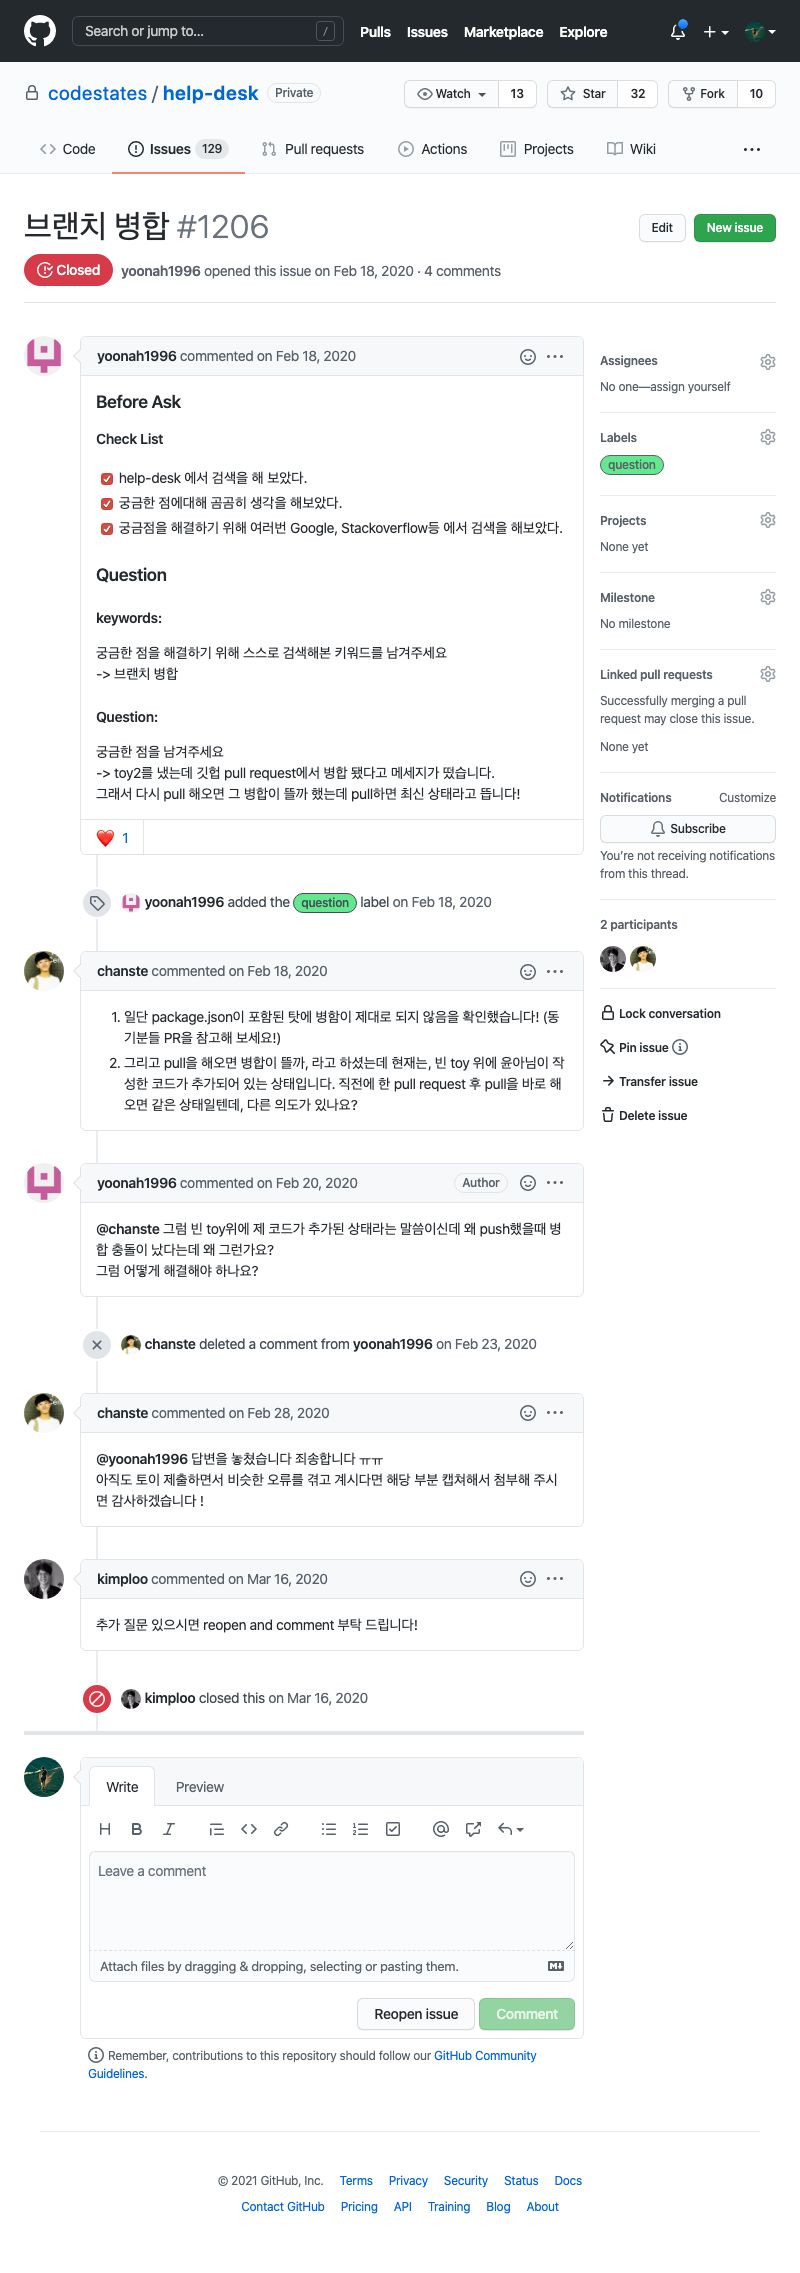 Search or jump to...
/
Pulls Issues Marketplace Explore
codestates / help-desk Private
Watch 13 Star 32 Fork 10
Code Issues 129 Pull requests Actions Projects Wiki
브랜치 병합 #1206
Edit New issue
Closed yoonah1996 opened this issue on Feb 18, 2020 · 4 comments
yoonah1996 commented on Feb 18, 2020
Before Ask
Check List
help-desk 에서 검색을 해 보았다.
궁금한 점에대해 곰곰히 생각을 해보았다.
궁금점을 해결하기 위해 여러번 Google, Stackoverflow등 에서 검색을 해보았다.
Question
keywords:
궁금한 점을 해결하기 위해 스스로 검색해본 키워드를 남겨주세요
-> 브랜치 병합
Question:
궁금한 점을 남겨주세요
-> toy2를 냈는데 깃헙 pull request에서 병합 됐다고 메세지가 떴습니다.
그래서 다시 pull 해오면 그 병합이 뜰까 했는데 pull하면 최신 상태라고 뜹니다!
1
yoonah1996 added the question label on Feb 18, 2020
chanste commented on Feb 18, 2020
1. 일단 package.json이 포함된 탓에 병함이 제대로 되지 않음을 확인했습니다! (동
기분들 PR을 참고해 보세요!)
2. 그리고 pull을 해오면 병합이 뜰까, 라고 하셨는데 현재는, 빈 toy 위에 윤아님이 작
성한 코드가 추가되어 있는 상태입니다. 직전에 한 pull request 후 pull을 바로 해
오면 같은 상태일텐데, 다른 의도가 있나요?
yoonah1996 commented on Feb 20, 2020 Author
@chanste 그럼 빈 toy위에 제 코드가 추가된 상태라는 말씀이신데 왜 push했을때 병
합 충돌이 났다는데 왜 그런가요?
그럼 어떻게 해결해야 하나요?
chanste deleted a comment from yoonah1996 on Feb 23, 2020
chanste commented on Feb 28, 2020
@yoonah1996 답변을 놓쳤습니다 죄송합니다 ㅠㅠ
아직도 토이 제출하면서 비슷한 오류를 겪고 계시다면 해당 부분 캡쳐해서 첨부해 주시
면 감사하겠습니다 !
kimploo commented on Mar 16, 2020
추가 질문 있으시면 reopen and comment 부탁 드립니다!
kimploo closed this on Mar 16, 2020
Write Preview
Leave a comment
Attach files by dragging & dropping, selecting or pasting them.
Reopen issue Comment
Remember, contributions to this repository should follow our GitHub Community
Guidelines.
Assignees
No one—assign yourself
Labels
question
Projects
None yet
Milestone
No milestone
Linked pull requests
Successfully merging a pull
request may close this issue.
None yet
Notifications Customize
Subscribe
You're not receiving notifications
from this thread.
2 participants
Lock conversation
Pin issue
Transfer issue
Delete issue
© 2021 GitHub, Inc. Terms Privacy Security Status Docs
Contact GitHub Pricing API Training Blog About